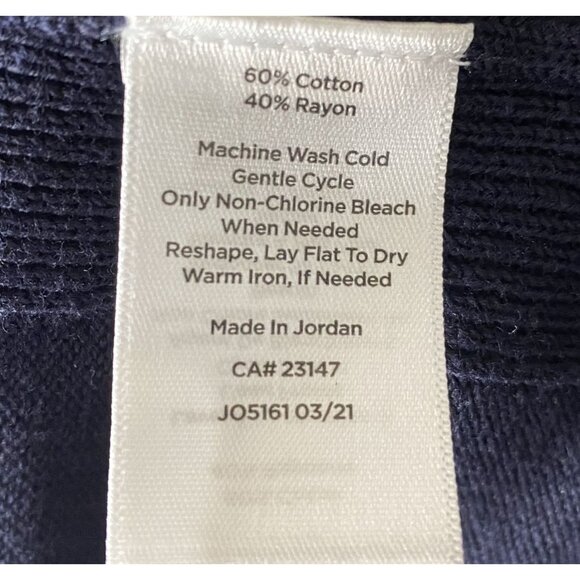 60% Cotton
40% Rayon
Machine Wash Cold
Gentle Cycle
Only Non-Chlorine Bleach
When Needed
Reshape, Lay Flat To Dry
Warm Iron, If Needed
Made In Jordan
CA# 23147
JO5161 03/21